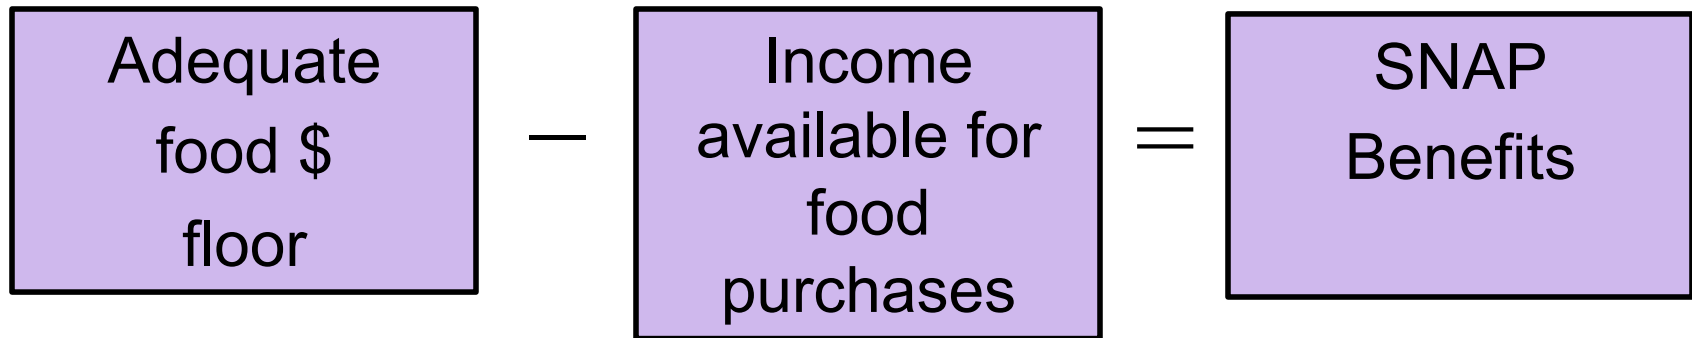 Adequate
food $
floor
—
Income
available for
food
purchases
=
SNAP
Benefits